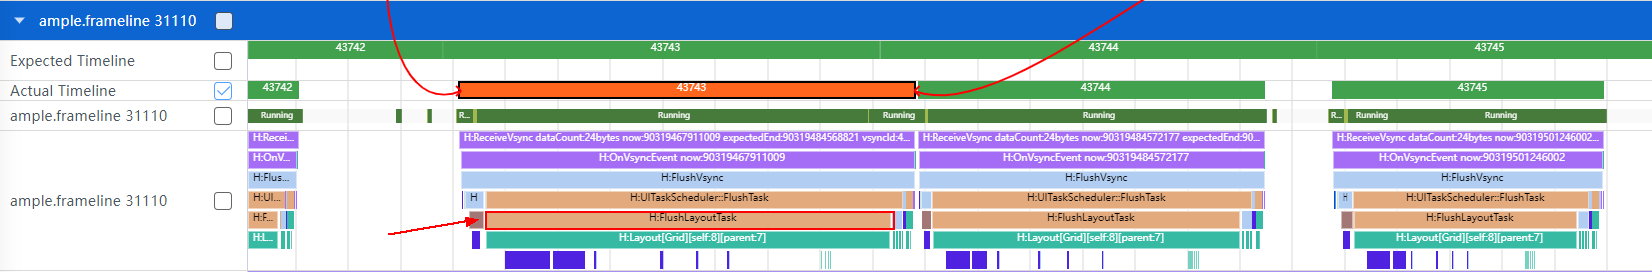 ample.frameline 31110
Expected Timeline
43742 43743 43744 43745
Actual Timeline
43742 43743 43744 43745
ample.frameline 31110
Running R... Running Running Running R... Running Running
ample.frameline 31110
H:Recei... H:ReceiveVsync dataCount:24bytes now:90319467911009 expectedEnd:90319484568821 vsyncId:4... H:ReceiveVsync dataCount:24bytes now:90319484572177 expectedEnd:90... H:ReceiveVsync dataCount:24bytes now:90319501246002...
H:OnV... H:OnVsyncEvent now:90319467911009 H:OnVsyncEvent now:90319484572177 H:OnVsyncEvent now:90319501246002
H:Flus... H:FlushVsync H:FlushVsync H:FlushVsync
H:UI... H H:UITaskScheduler::FlushTask H:UITaskScheduler::FlushTask H H:UITaskScheduler::FlushTask
H:F... H:FlushLayoutTask H:FlushLayoutTask H:FlushLayoutTask
H:L... H:Layout[Grid][self:8][parent:7] H:Layout[Grid][self:8][parent:7] H:Layout[Grid][self:8][parent:7]